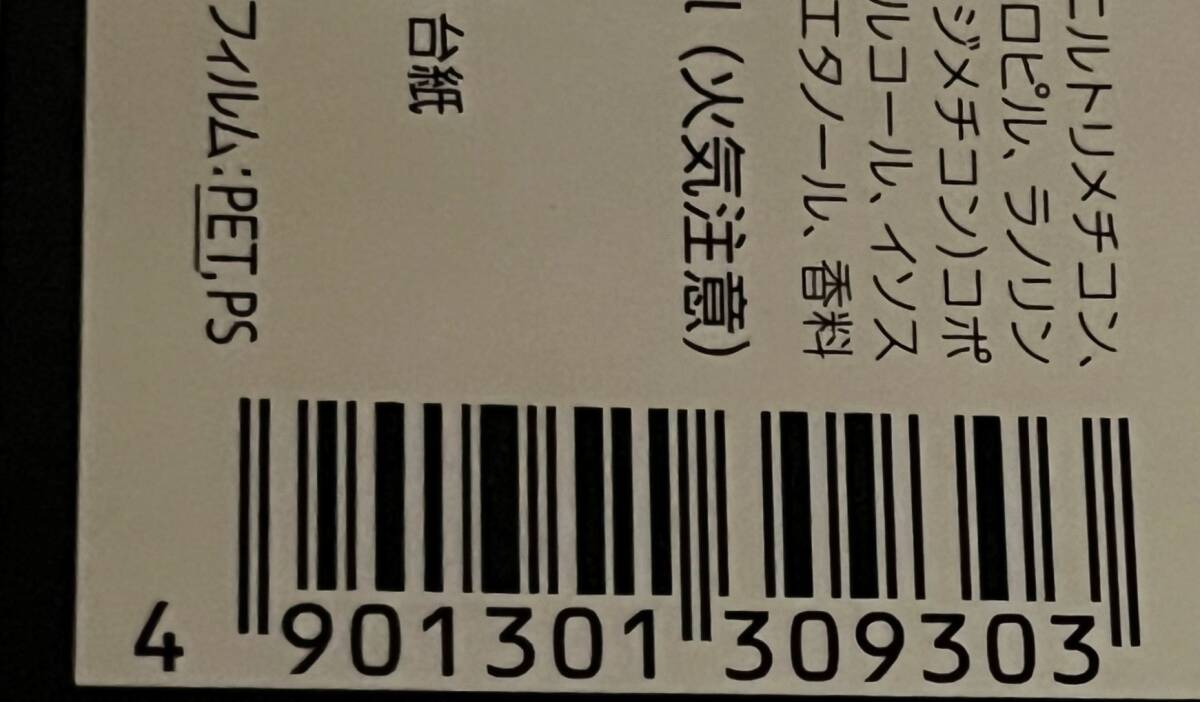 ニルトリメチコン、
ロピル、ラノリン
ジメチコン)コポ
ルコール、イソス
エタノール、香料
(火気注意)
台紙
フィルム:PET,PS
4 901301 309303